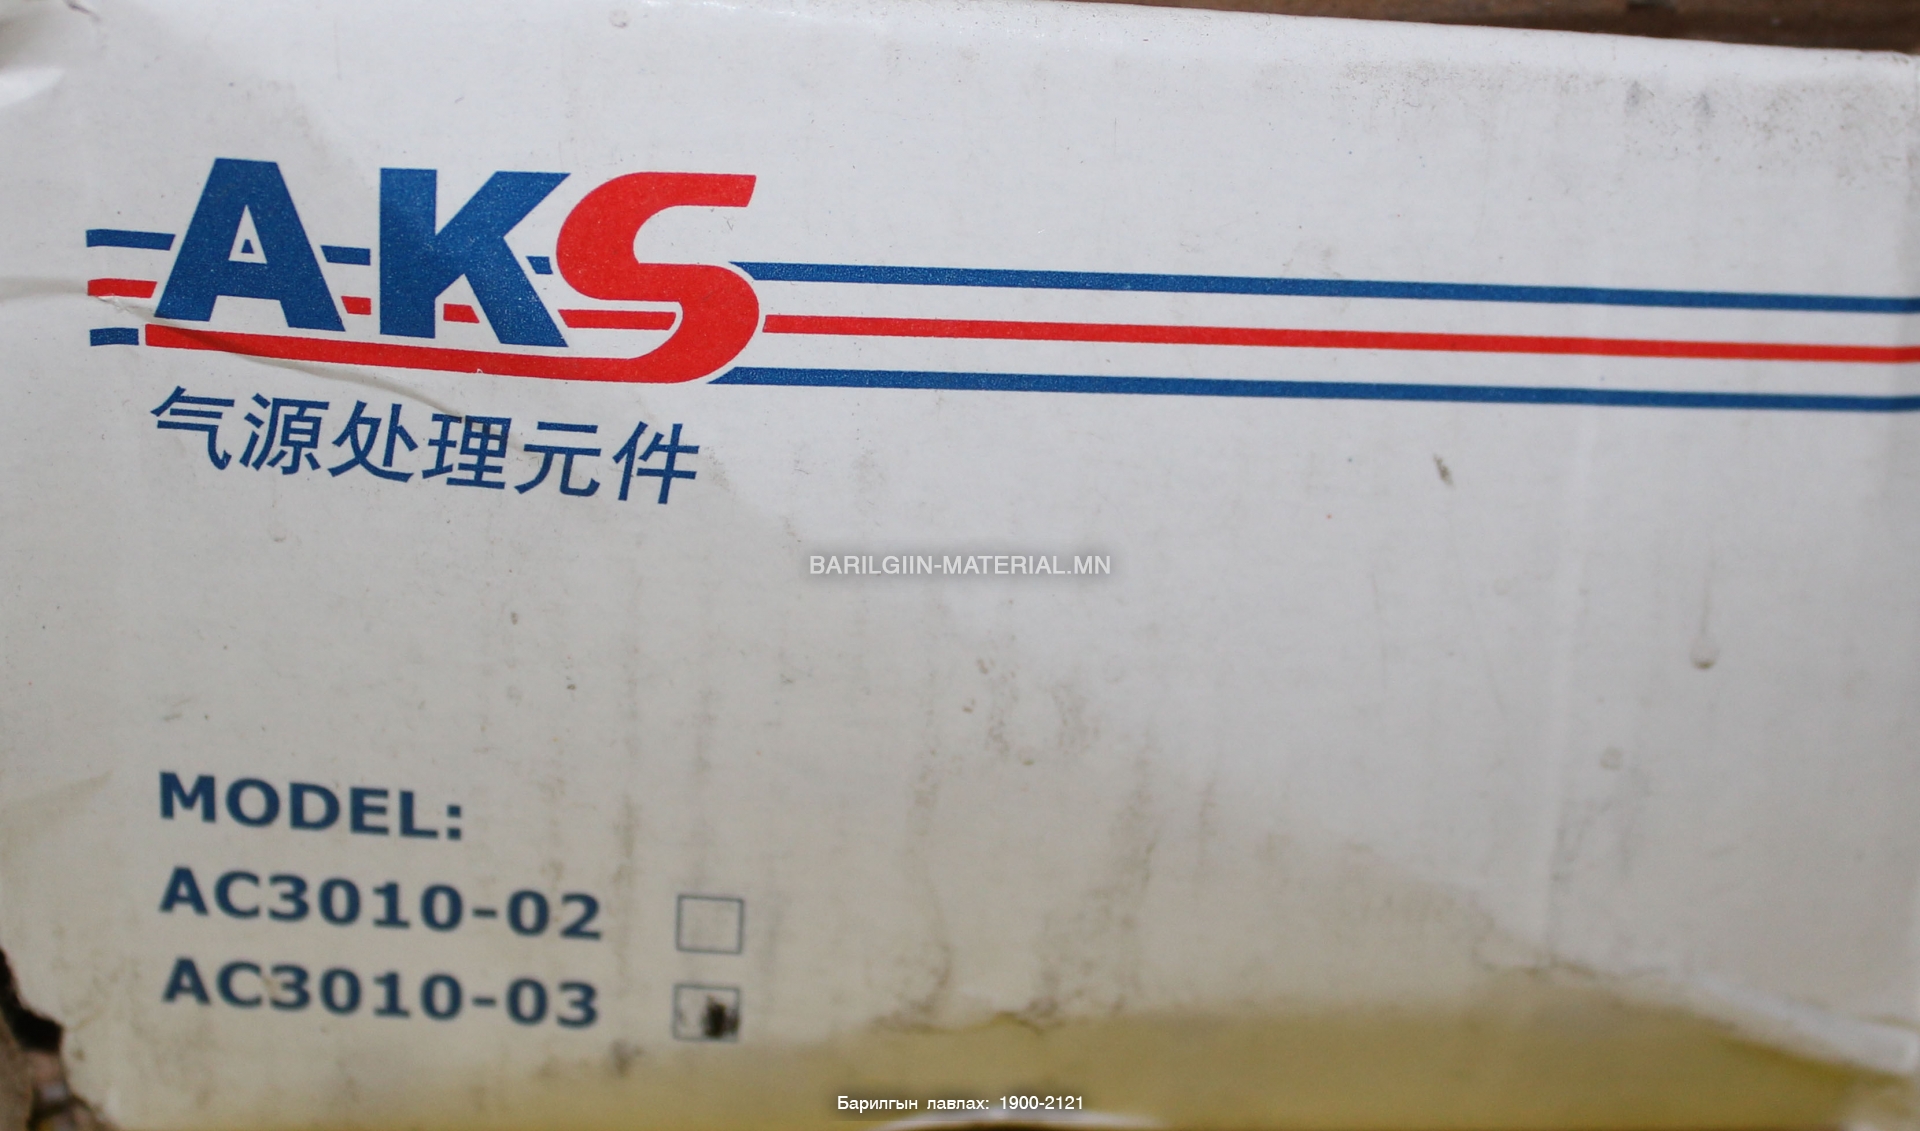 AKS
气源处理元件
BARILGIIN-MATERIAL.MN
MODEL:
AC3010-02
AC3010-03
Барилгын лавлах: 1900-2121